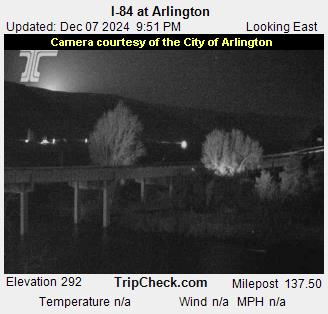 I-84 at Arlington
Updated: Dec 07 2024 9:51 PM Looking East
Camera courtesy of the City of Arlington
Elevation 292 TripCheck.com Milepost 137.50
Temperature n/a Wind n/a MPH n/a